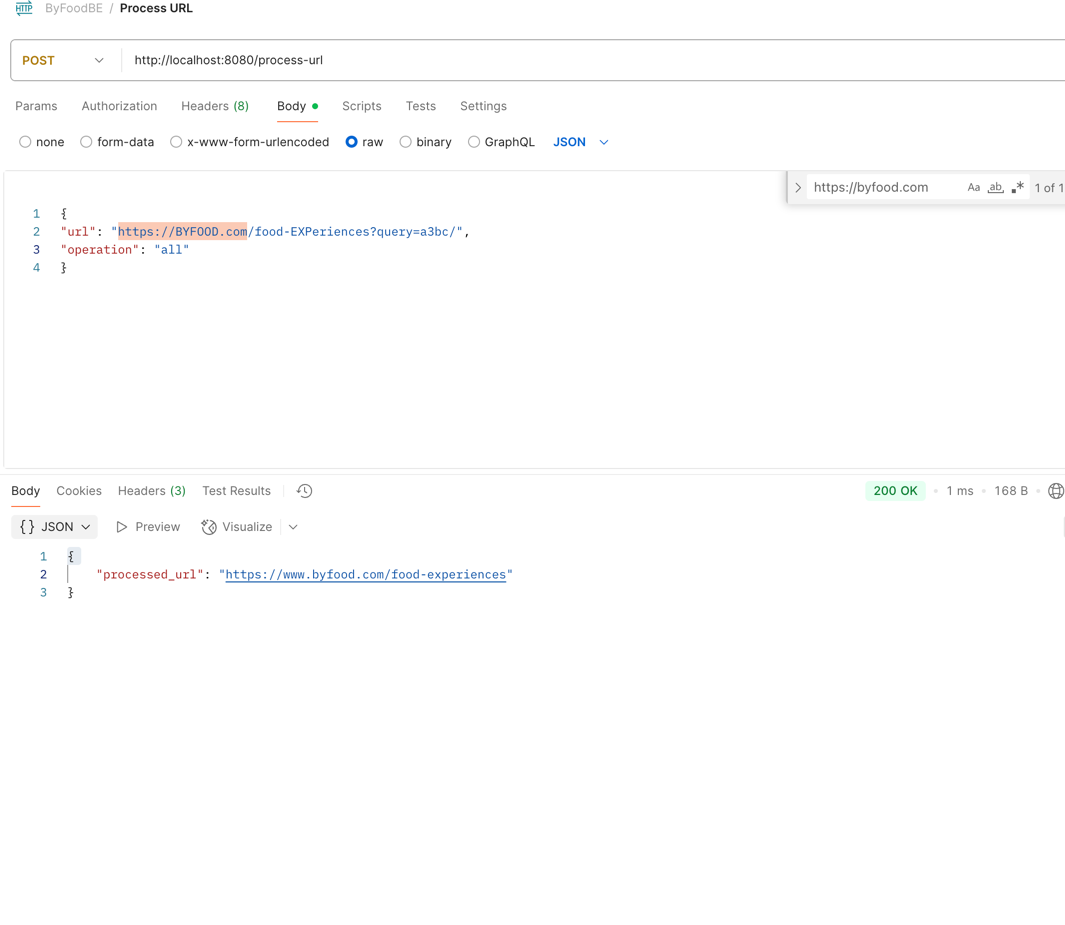 HTTP ByFoodBE / Process URL
POST http://localhost:8080/process-url
Params Authorization Headers (8) Body Scripts Tests Settings
none form-data x-www-form-urlencoded raw binary GraphQL JSON
https://byfood.com Aa ab, .* 1 of 1
1 {
2 "url": "https://BYFOOD.com/food-EXPeriences?query=a3bc/",
3 "operation": "all"
4 }
Body Cookies Headers (3) Test Results 200 OK • 1 ms • 168 B •
{} JSON Preview Visualize
1 {
2 "processed_url": "https://www.byfood.com/food-experiences"
3 }